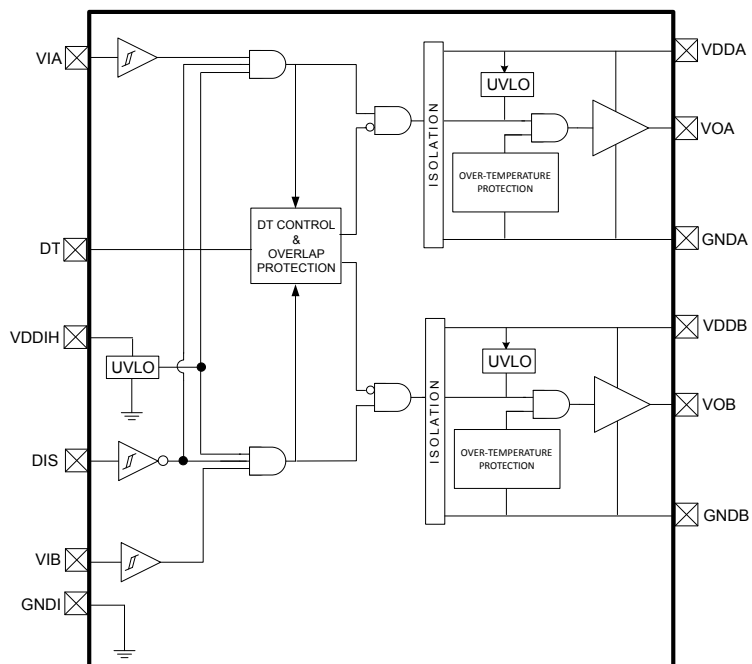 VIA
DT
VDDIH
DIS
VIB
GNDI
UVLO
DT CONTROL
&
OVERLAP
PROTECTION
ISOLATION
UVLO
OVER-TEMPERATURE
PROTECTION
VDDA
VOA
GNDA
ISOLATION
UVLO
OVER-TEMPERATURE
PROTECTION
VDDB
VOB
GNDB